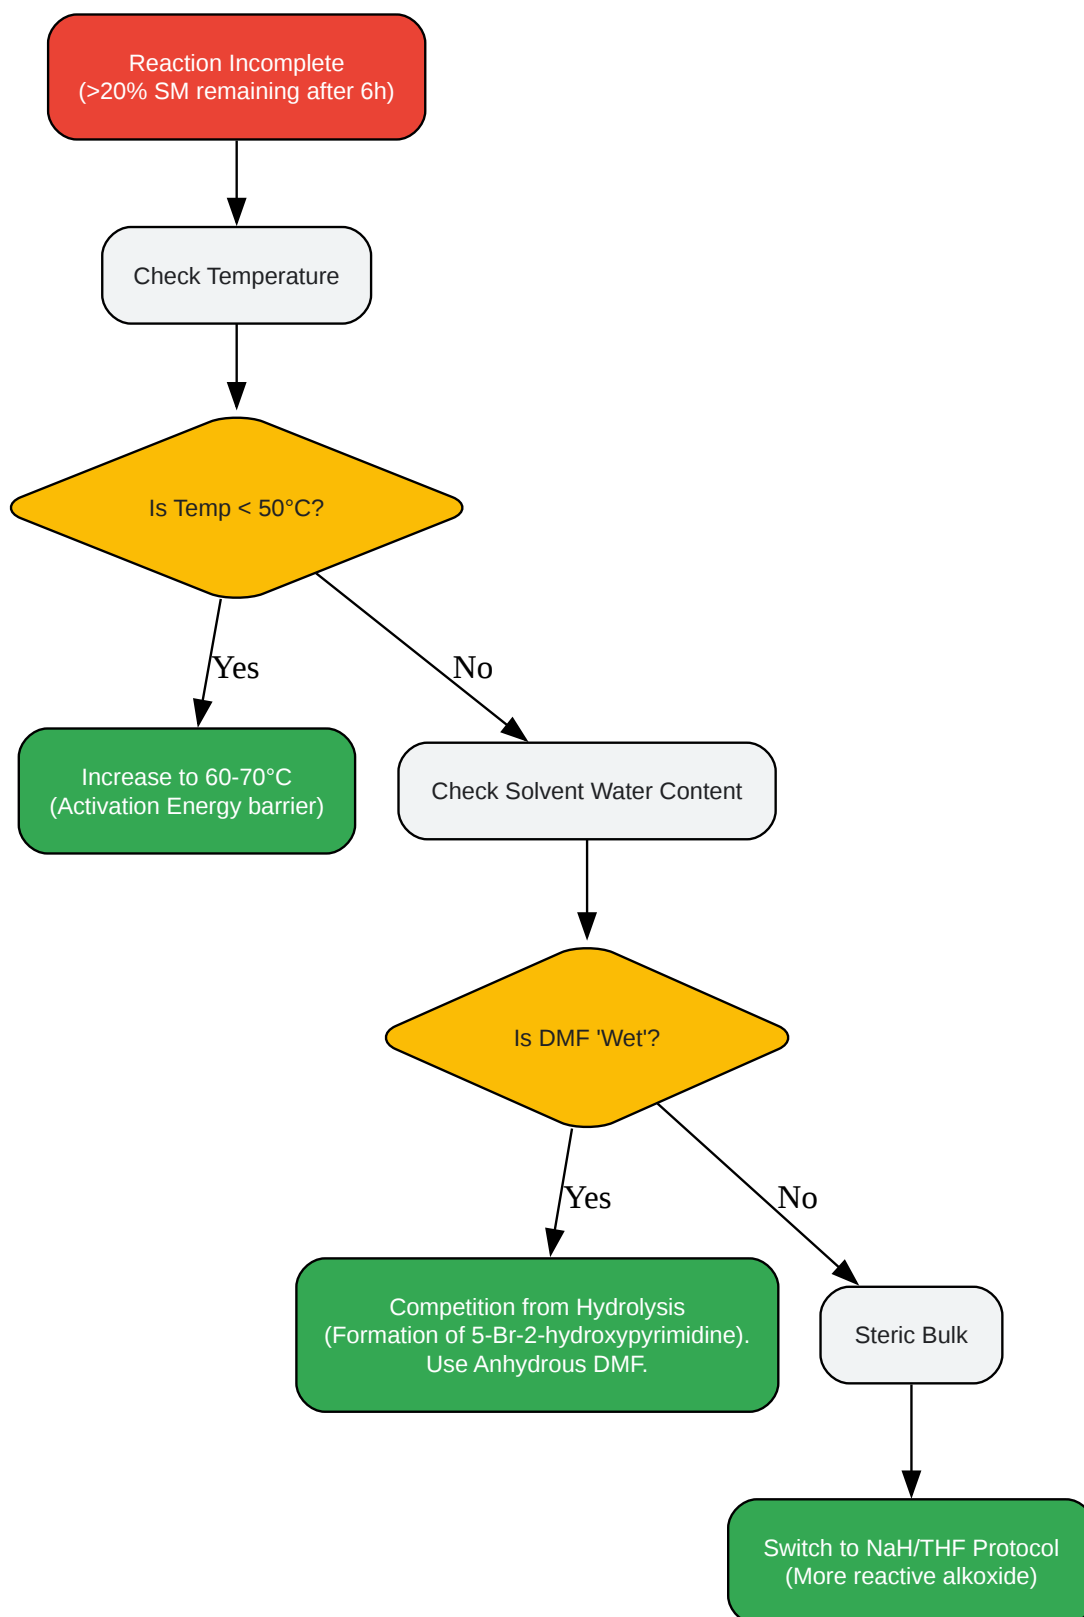 Reaction Incomplete
(>20% SM remaining after 6h)
Check Temperature
Is Temp < 50°C?
Yes
No
Increase to 60-70°C
(Activation Energy barrier)
Check Solvent Water Content
Is DMF 'Wet'?
Yes
No
Competition from Hydrolysis
(Formation of 5-Br-2-hydroxypyrimidine).
Use Anhydrous DMF.
Steric Bulk
Switch to NaH/THF Protocol
(More reactive alkoxide)